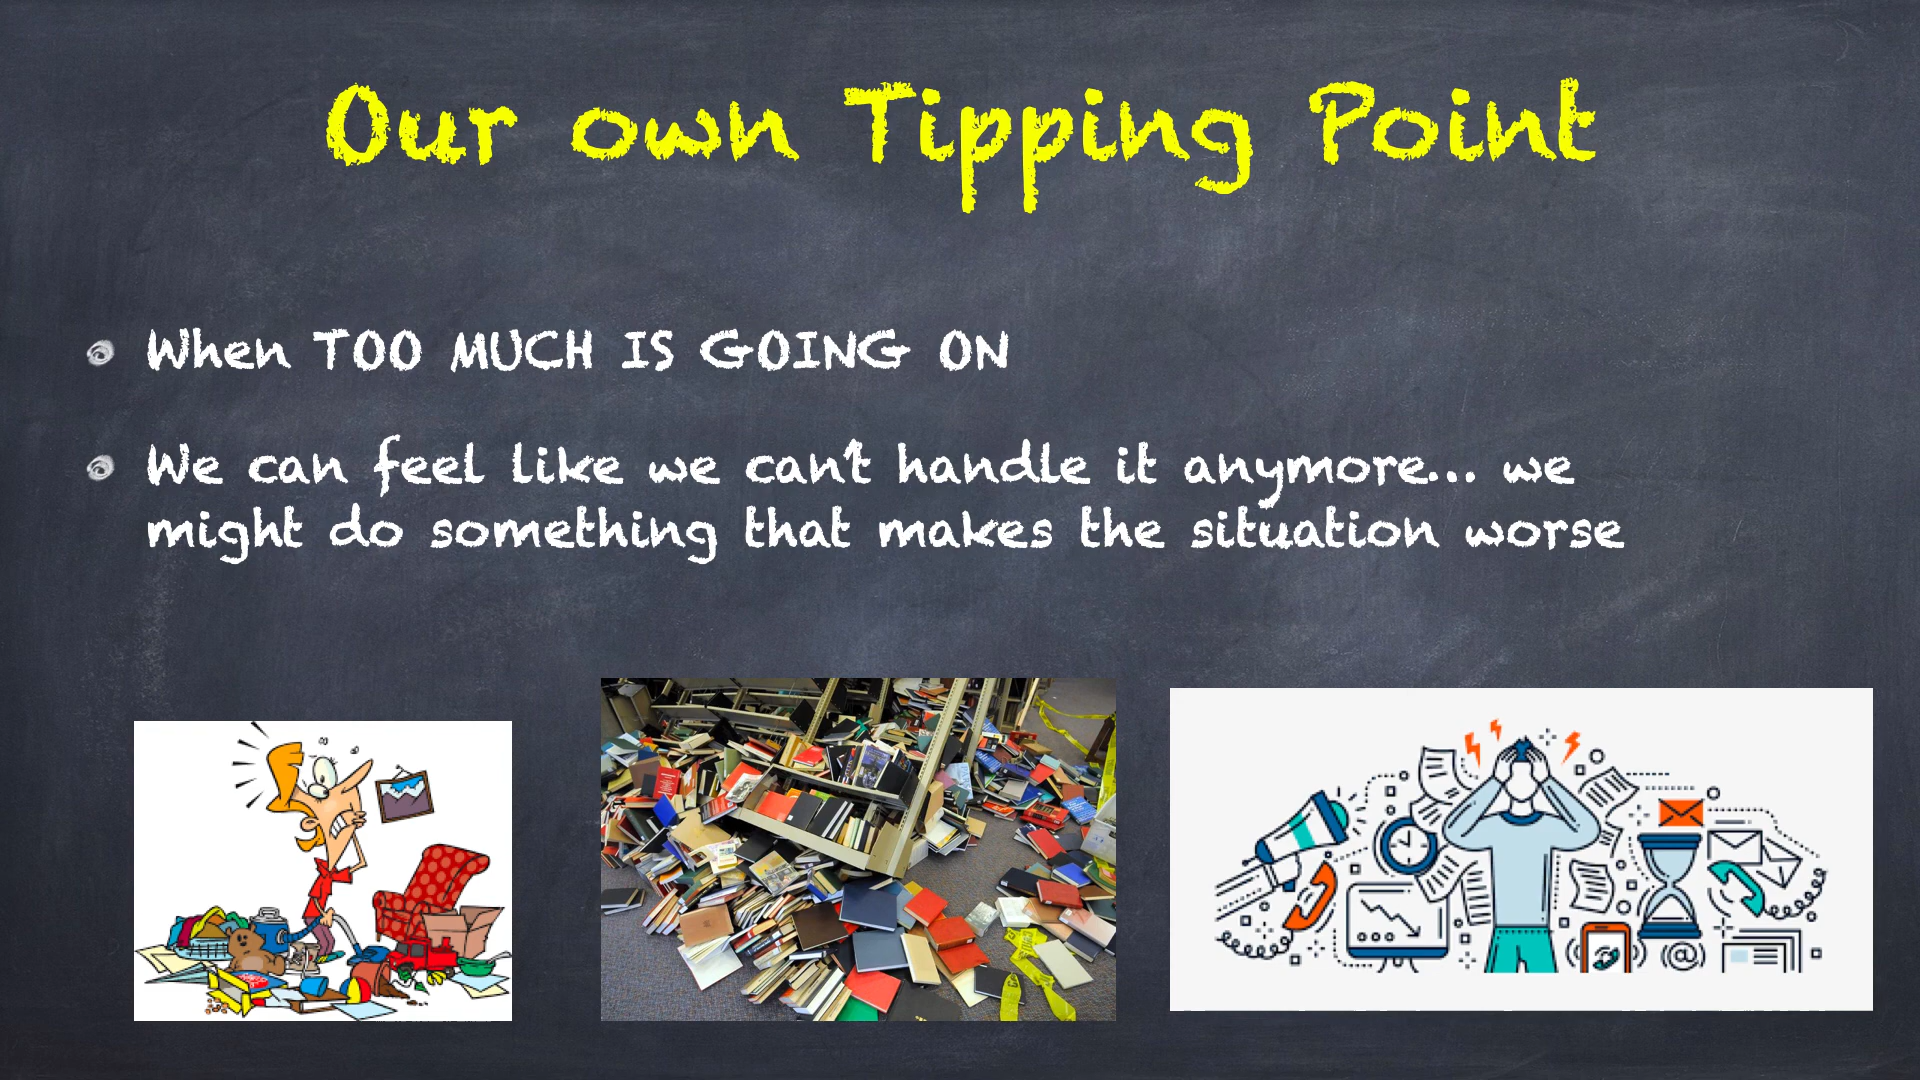 Our own Tipping Point
When TOO MUCH IS GOING ON
We can feel like we can't handle it anymore... we
might do something that makes the situation worse